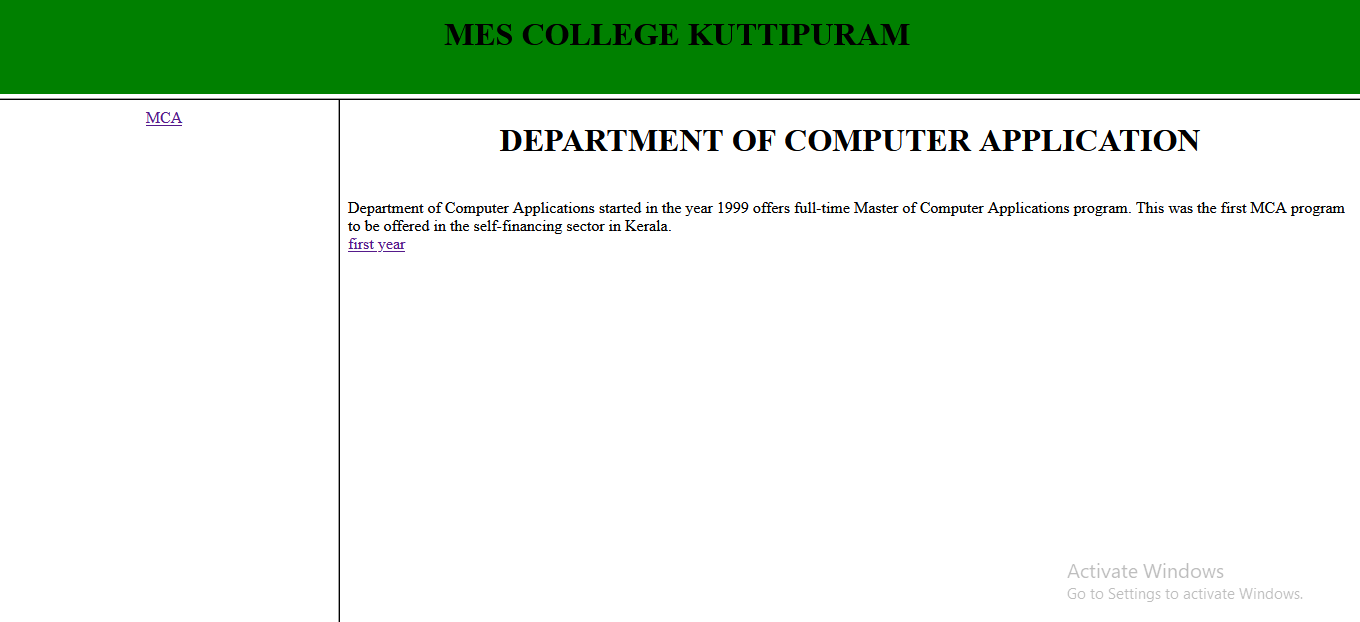 MES COLLEGE KUTTIPURAM
MCA
DEPARTMENT OF COMPUTER APPLICATION
Department of Computer Applications started in the year 1999 offers full-time Master of Computer Applications program. This was the first MCA program
to be offered in the self-financing sector in Kerala.
first year
Activate Windows
Go to Settings to activate Windows.